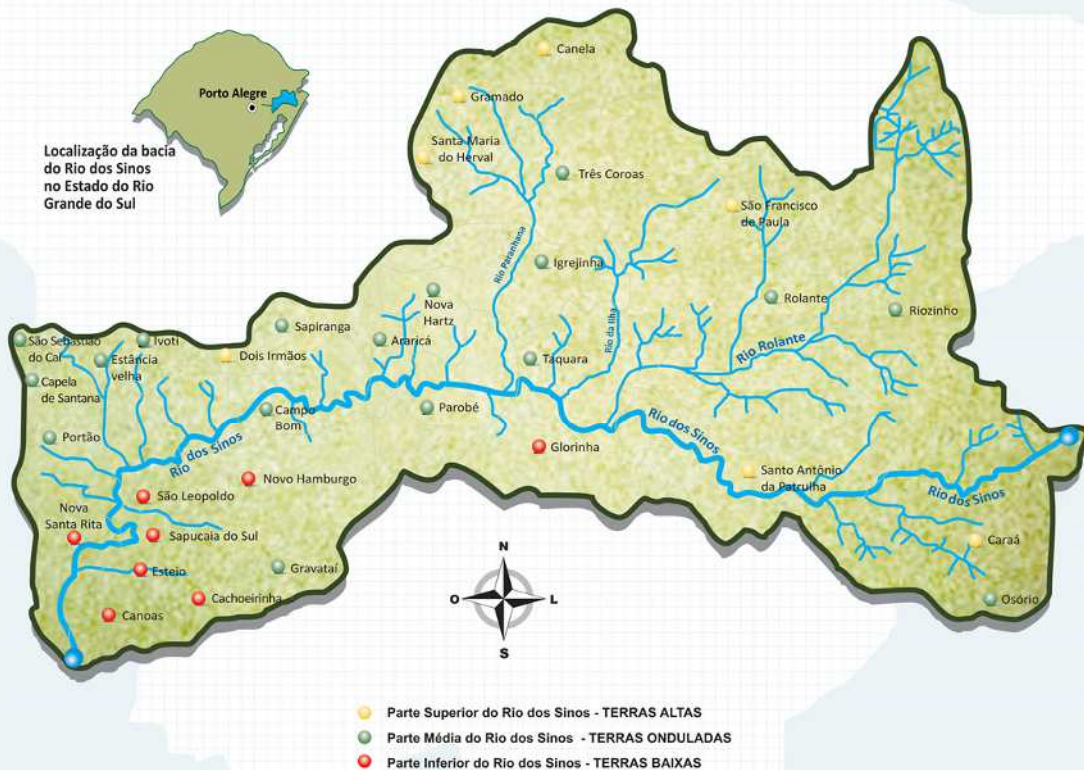 Porto Alegre
Localização da bacia
do Rio dos Sinos
no Estado do Rio
Grande do Sul
Canela
Gramado
Santa Maria
do Herval
Três Coroas
São Francisco
de Paula
Rio Paranhana
Igrejinha
Rio da Ilha
Rolante
Riozinho
Nova
Hartz
Sapiranga
Araricá
Taquara
Rio Rolante
São Sebastião
do Caí
Ivoti
Estância
velha
Dois Irmãos
Capela
de Santana
Campo
Bom
Parobé
Portão
Rio dos Sinos
Glorinha
Rio dos Sinos
Santo Antônio
da Patrulha
Rio dos Sinos
Novo Hamburgo
São Leopoldo
Nova
Santa Rita
Sapucaia do Sul
Caraá
Esteio
Gravataí
Cachoeirinha
Canoas
Osório
N
O
L
S
Parte Superior do Rio dos Sinos - TERRAS ALTAS
Parte Média do Rio dos Sinos - TERRAS ONDULADAS
Parte Inferior do Rio dos Sinos - TERRAS BAIXAS